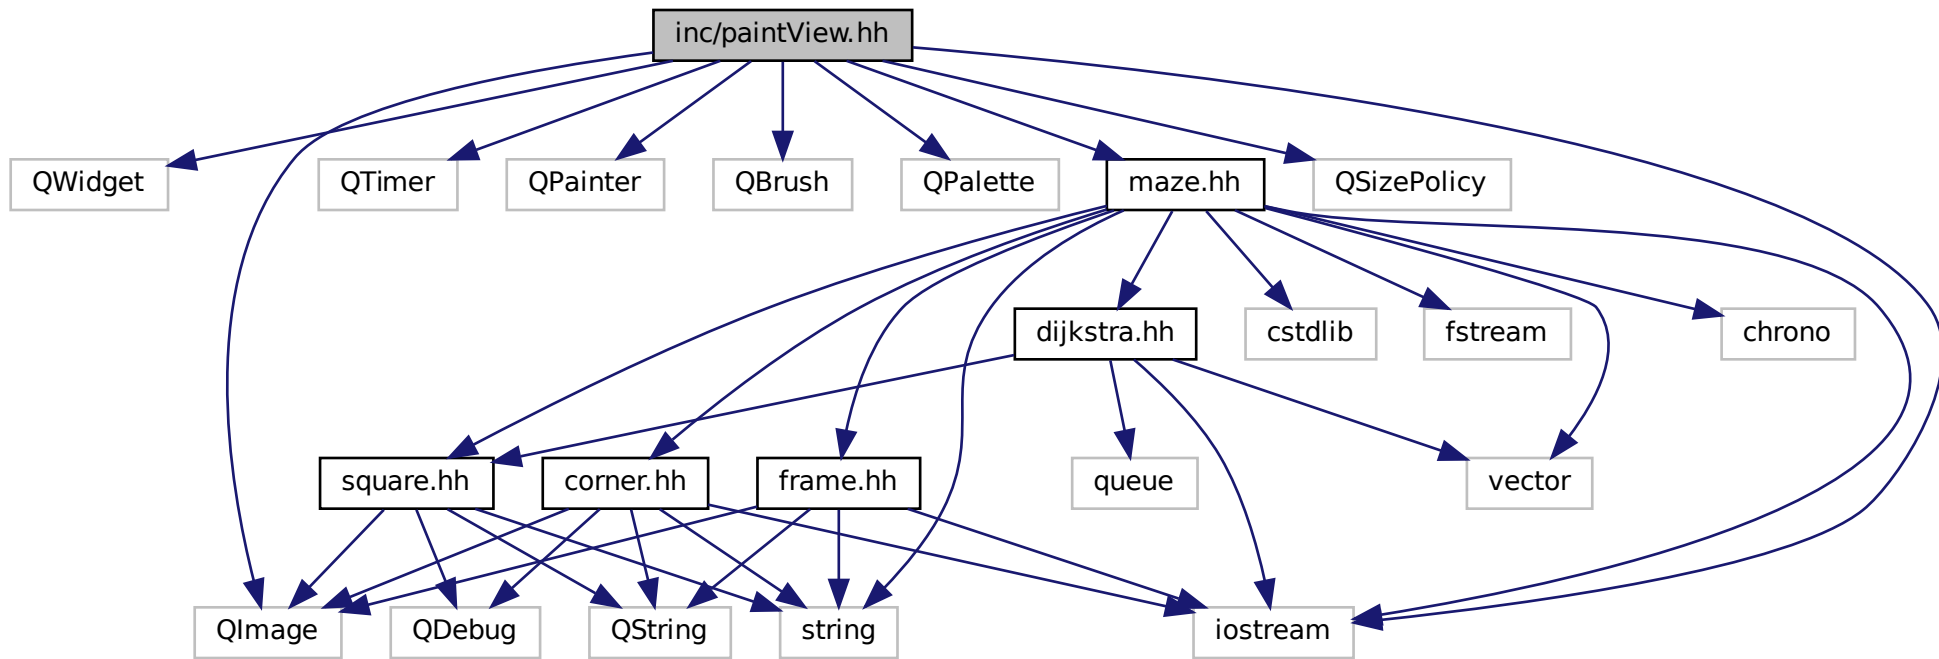 inc/paintView.hh
QWidget
QTimer
QPainter
QBrush
QPalette
maze.hh
QSizePolicy
dijkstra.hh
cstdlib
fstream
chrono
square.hh
corner.hh
frame.hh
queue
vector
QImage
QDebug
QString
string
iostream